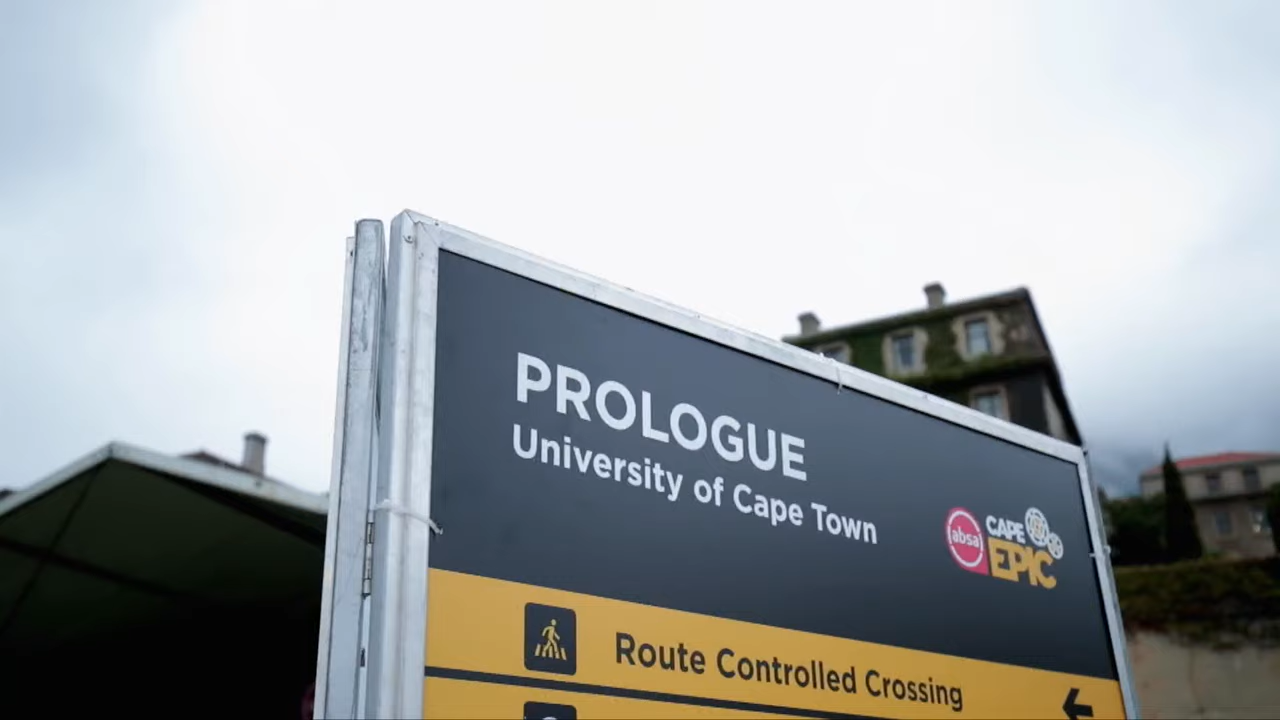 PROLOGUE
University of Cape Town
absa
CAPE
EPIC
Route Controlled Crossing